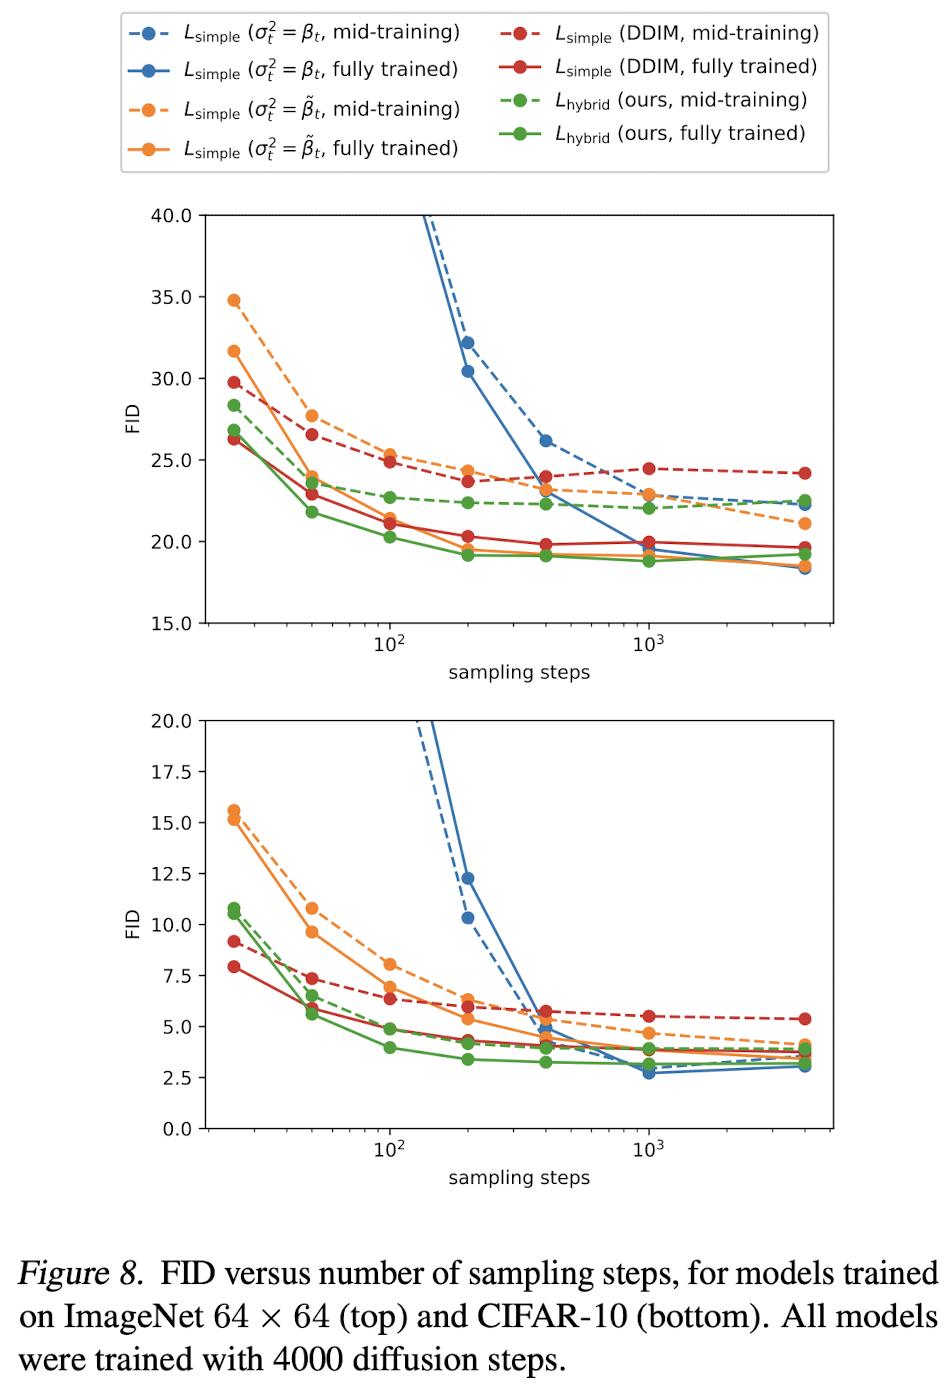 L_simple (σ_t^2 = β_t, mid-training)
L_simple (σ_t^2 = β_t, fully trained)
L_simple (σ_t^2 = β̃_t, mid-training)
L_simple (σ_t^2 = β̃_t, fully trained)
L_simple (DDIM, mid-training)
L_simple (DDIM, fully trained)
L_hybrid (ours, mid-training)
L_hybrid (ours, fully trained)
40.0
35.0
30.0
25.0
20.0
15.0
FID
10^2
10^3
sampling steps
20.0
17.5
15.0
12.5
10.0
7.5
5.0
2.5
0.0
FID
10^2
10^3
sampling steps
Figure 8. FID versus number of sampling steps, for models trained
on ImageNet 64 × 64 (top) and CIFAR-10 (bottom). All models
were trained with 4000 diffusion steps.